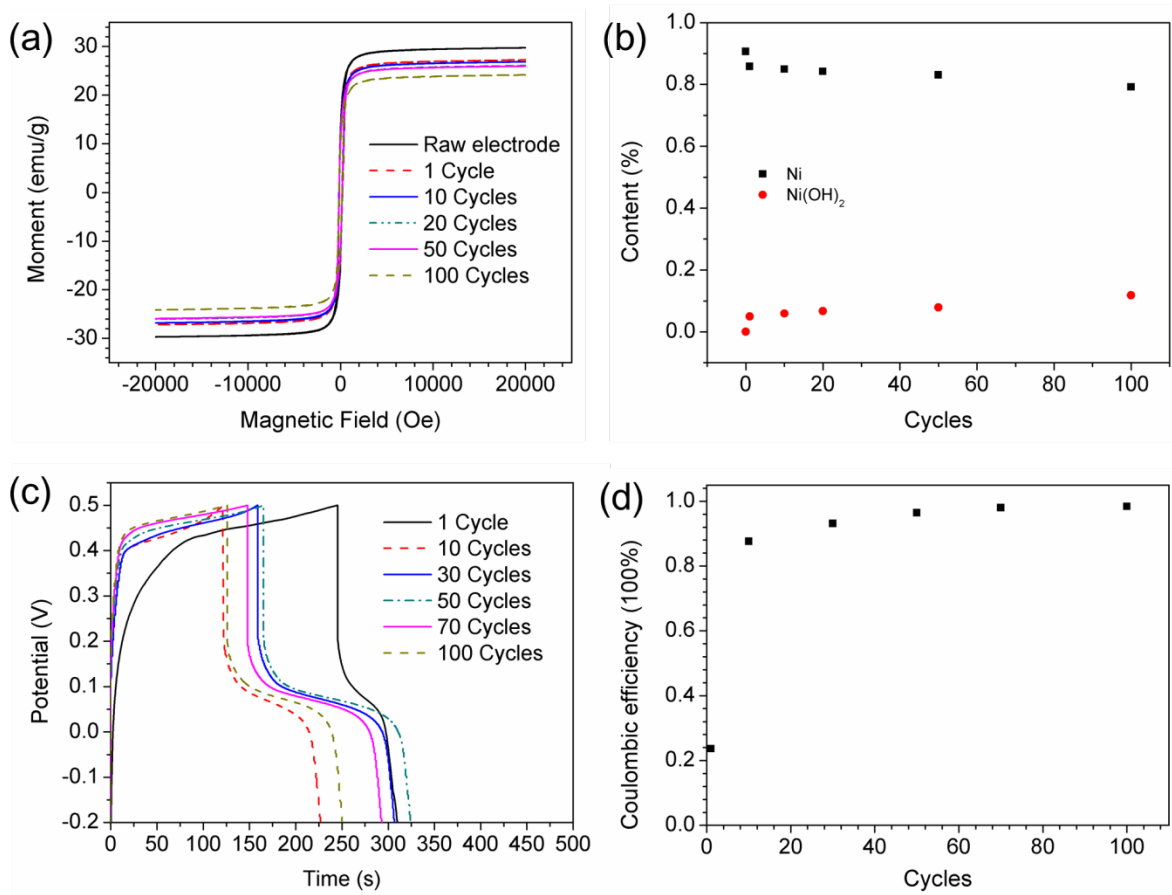 (a)
Moment (emu/g)
30
20
10
0
-10
-20
-30
Raw electrode
1 Cycle
10 Cycles
20 Cycles
50 Cycles
100 Cycles
-20000 -10000 0 10000 20000
Magnetic Field (Oe)
(b)
Content (%)
1.0
0.8
0.6
0.4
0.2
0.0
Ni
Ni(OH)₂
0 20 40 60 80 100
Cycles
(c)
Potential (V)
0.5
0.4
0.3
0.2
0.1
0.0
-0.1
-0.2
1 Cycle
10 Cycles
30 Cycles
50 Cycles
70 Cycles
100 Cycles
0 50 100 150 200 250 300 350 400 450 500
Time (s)
(d)
Coulombic efficiency (100%)
1.0
0.8
0.6
0.4
0.2
0.0
0 20 40 60 80 100
Cycles